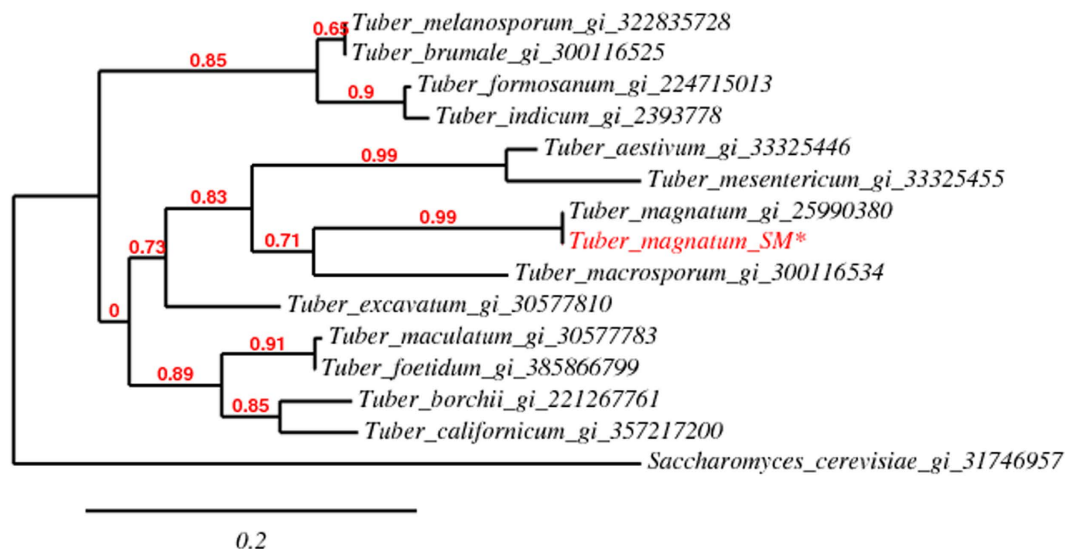 0.65
Tuber_melanosporum_gi_322835728
Tuber_brumale_gi_300116525
0.85
0.9
Tuber_formosanum_gi_224715013
Tuber_indicum_gi_2393778
0.99
Tuber_aestivum_gi_33325446
Tuber_mesentericum_gi_33325455
0.83
0.99
Tuber_magnatum_gi_25990380
Tuber_magnatum_SM*
0.73
0.71
Tuber_macrosporum_gi_300116534
Tuber_excavatum_gi_30577810
0
0.91
Tuber_maculatum_gi_30577783
Tuber_foetidum_gi_385866799
0.89
0.85
Tuber_borchii_gi_221267761
Tuber_californicum_gi_357217200
Saccharomyces_cerevisiae_gi_31746957
0.2